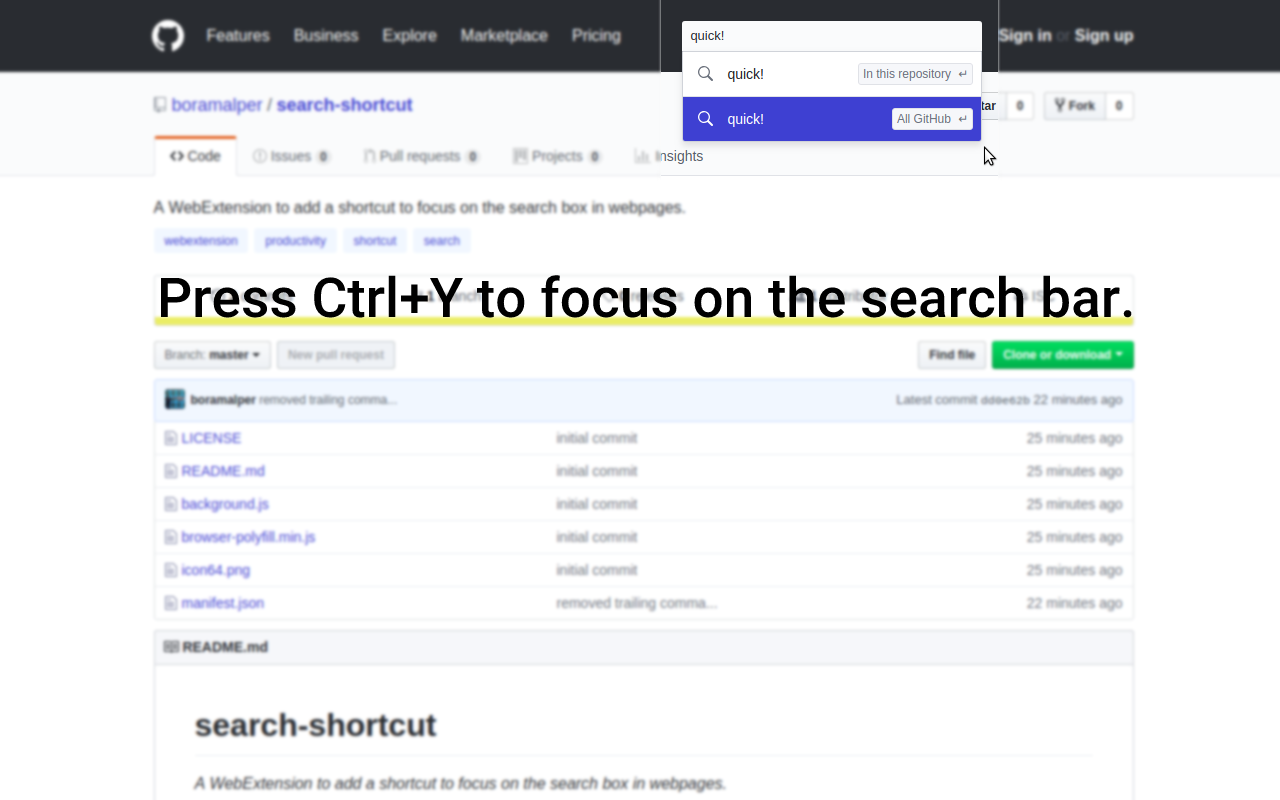 Features Business Explore Marketplace Pricing quick! Sign in or Sign up
quick! In this repository ↵
quick! All GitHub ↵
boramalper / search-shortcut tar 0 Fork 0
Code Issues 0 Pull requests 0 Projects 0 Insights
A WebExtension to add a shortcut to focus on the search box in webpages.
webextension productivity shortcut search
Press Ctrl+Y to focus on the search bar.
Branch: master New pull request Find file Clone or download
boramalper removed trailing comma... Latest commit 22 minutes ago
LICENSE initial commit 25 minutes ago
README.md initial commit 25 minutes ago
background.js initial commit 25 minutes ago
browser-polyfill.min.js initial commit 25 minutes ago
icon64.png initial commit 25 minutes ago
manifest.json removed trailing comma... 22 minutes ago
README.md
search-shortcut
A WebExtension to add a shortcut to focus on the search box in webpages.